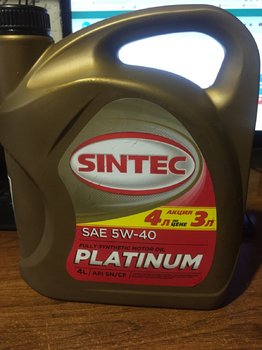 SINTEC
АКЦИЯ
4л по цене 3л
SAE 5W-40
FULLY SYNTHETIC MOTOR OIL
PLATINUM
4L API SN/CF